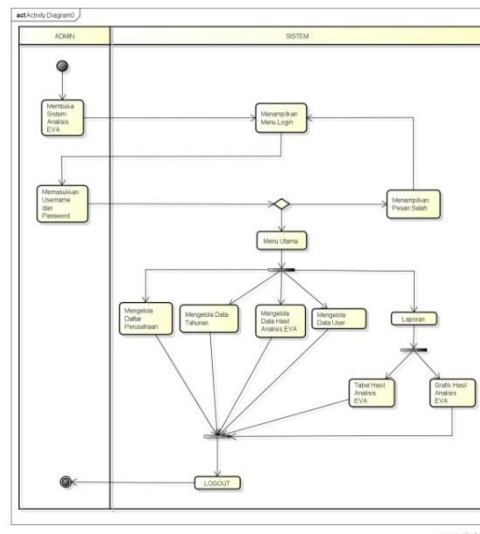 act Activity Diagram0
ADMIN
SISTEM
Membuka
Sistem
Analisis
EVA
Menampilkan
Menu Login
Memasukkan
Username
dan
Password
Menampilkan
Pesan Salah
Menu Utama
Mengelola
Daftar
Perusahaan
Mengelola Data
Tahunan
Mengelola
Data Hasil
Analisis EVA
Mengelola
Data User
Laporan
Tabel Hasil
Analisis
EVA
Grafik Hasil
Analisis
EVA
LOGOUT